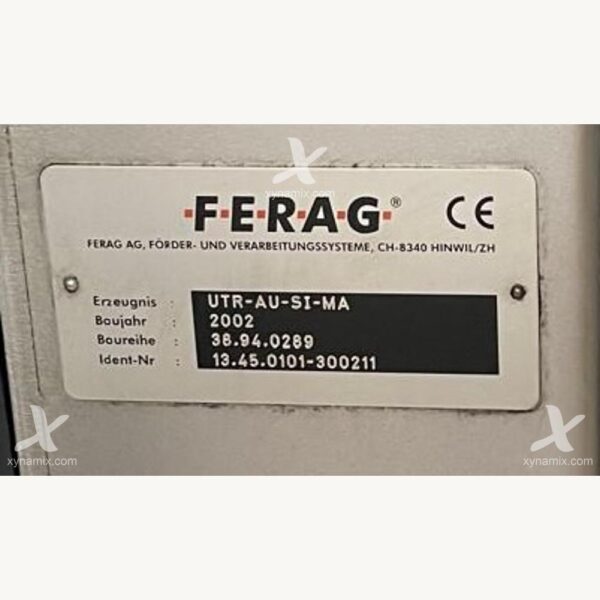 xynamix.com
·F·E·R·A·G·® CE
FERAG AG, FÖRDER- UND VERARBEITUNGSSYSTEME, CH-8340 HINWIL/ZH
Erzeugnis : UTR-AU-SI-MA
Baujahr : 2002
Baureihe : 38.94.0289
Ident-Nr : 13.45.0101-300211
xynamix.com
xynamix.com